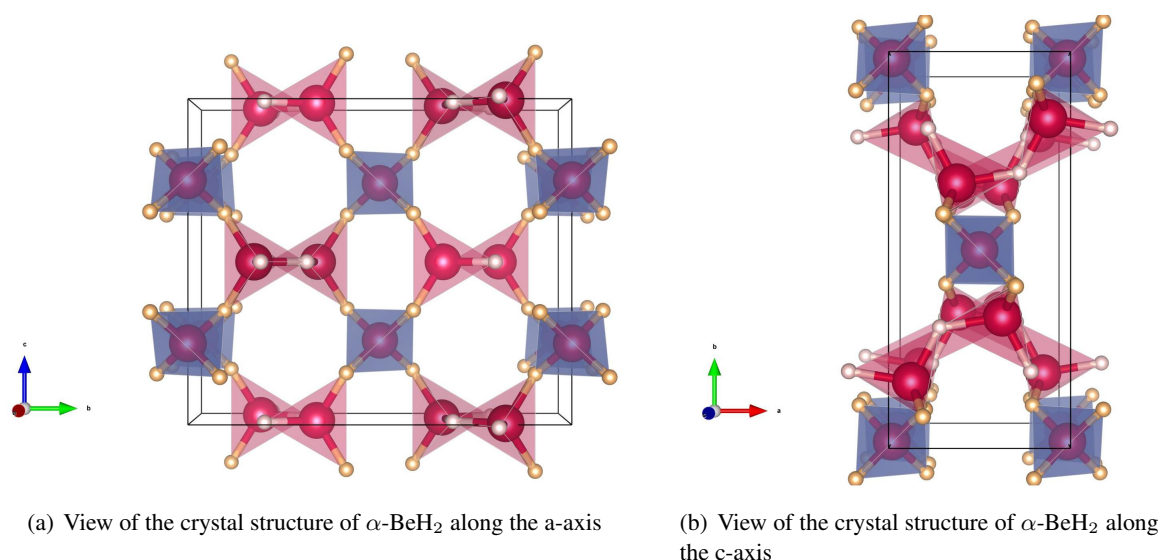 c
b
b
a
(a) View of the crystal structure of α-BeH₂ along the a-axis
(b) View of the crystal structure of α-BeH₂ along
the c-axis